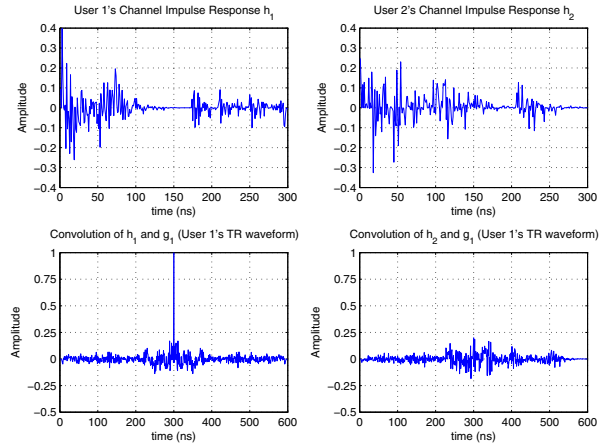 User 1's Channel Impulse Response h1
0.4
0.3
0.2
0.1
0
−0.1
−0.2
−0.3
−0.4
Amplitude
0 50 100 150 200 250 300
time (ns)
User 2's Channel Impulse Response h2
0.4
0.3
0.2
0.1
0
−0.1
−0.2
−0.3
−0.4
Amplitude
0 50 100 150 200 250 300
time (ns)
Convolution of h1 and g1 (User 1's TR waveform)
1
0.75
0.5
0.25
0
−0.25
−0.5
Amplitude
0 100 200 300 400 500 600
time (ns)
Convolution of h2 and g1 (User 1's TR waveform)
1
0.75
0.5
0.25
0
−0.25
−0.5
Amplitude
0 100 200 300 400 500 600
time (ns)